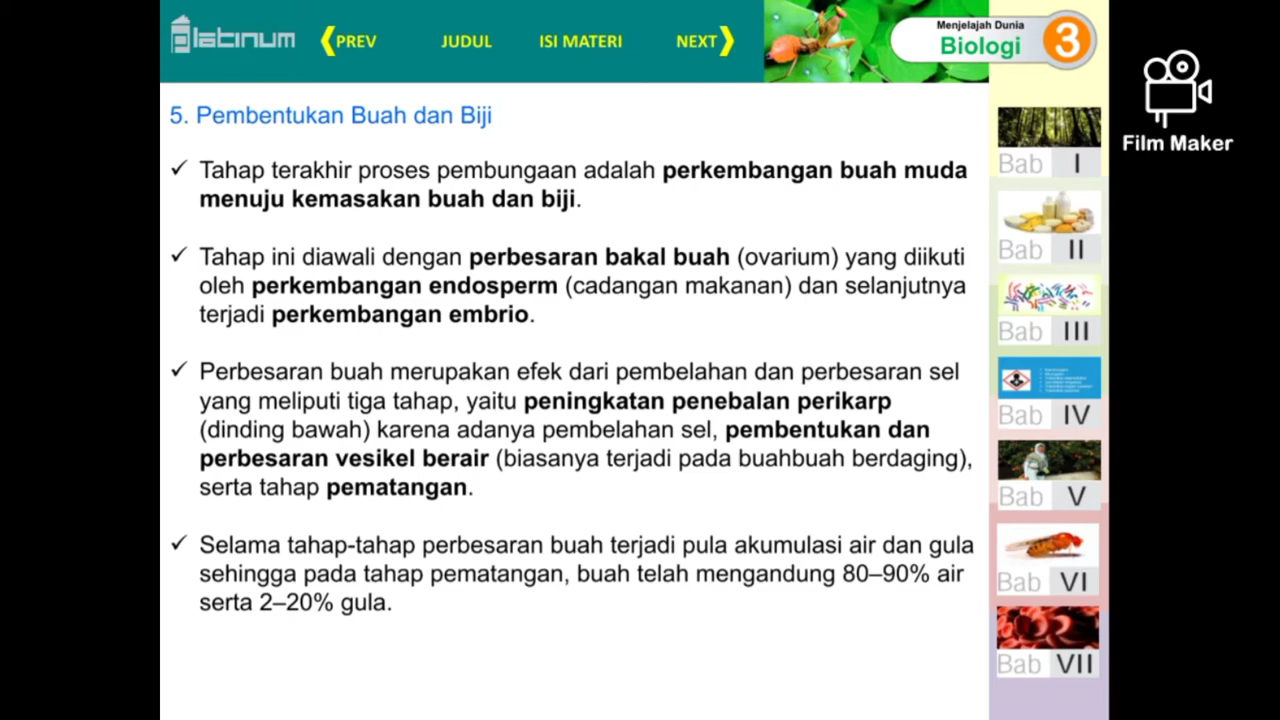 Platinum
PREV
JUDUL
ISI MATERI
NEXT
Menjelajah Dunia
Biologi
3
Film Maker
5. Pembentukan Buah dan Biji
✓ Tahap terakhir proses pembungaan adalah perkembangan buah muda
menuju kemasakan buah dan biji.
✓ Tahap ini diawali dengan perbesaran bakal buah (ovarium) yang diikuti
oleh perkembangan endosperm (cadangan makanan) dan selanjutnya
terjadi perkembangan embrio.
✓ Perbesaran buah merupakan efek dari pembelahan dan perbesaran sel
yang meliputi tiga tahap, yaitu peningkatan penebalan perikarp
(dinding bawah) karena adanya pembelahan sel, pembentukan dan
perbesaran vesikel berair (biasanya terjadi pada buahbuah berdaging),
serta tahap pematangan.
✓ Selama tahap-tahap perbesaran buah terjadi pula akumulasi air dan gula
sehingga pada tahap pematangan, buah telah mengandung 80–90% air
serta 2–20% gula.
Bab I
Bab II
Bab III
Bab IV
Bab V
Bab VI
Bab VII